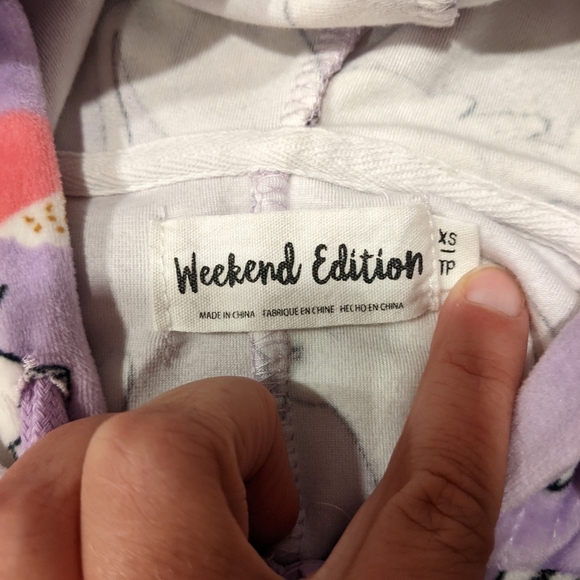 Weekend Edition
MADE IN CHINA FABRIQUE EN CHINE HECHO EN CHINA
XS
TP